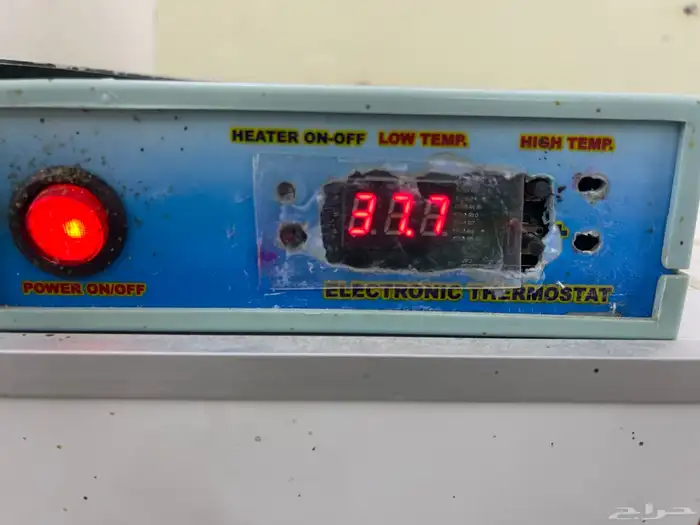 HEATER ON-OFF LOW TEMP. HIGH TEMP.
37.7
+
POWER ON/OFF
ELECTRONIC THERMOSTAT
حراج